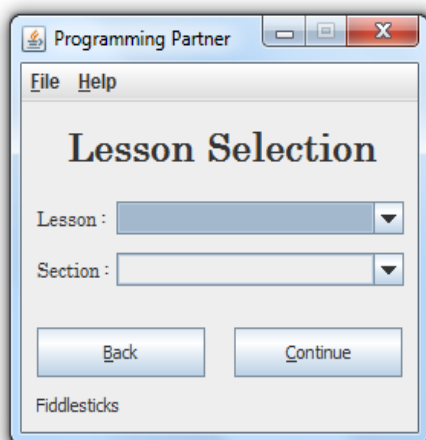 Programming Partner
File Help
Lesson Selection
Lesson :
Section :
Back Continue
Fiddlesticks